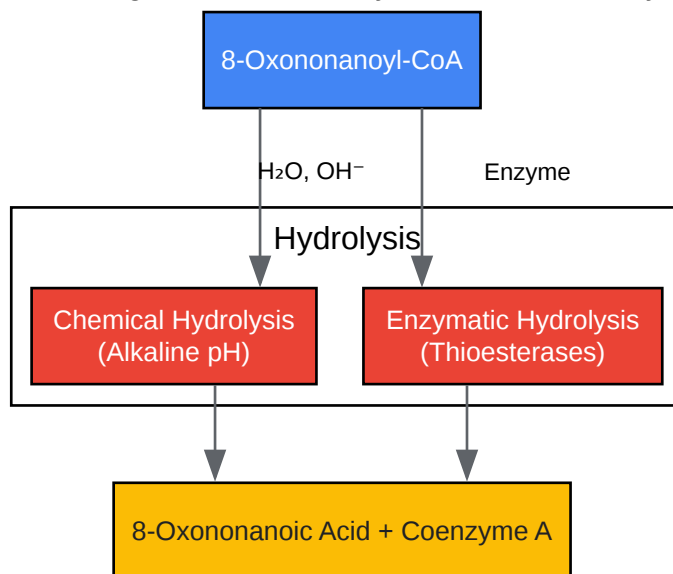 8-Oxononanoyl-CoA
H₂O, OH⁻
Enzyme
Hydrolysis
Chemical Hydrolysis
(Alkaline pH)
Enzymatic Hydrolysis
(Thioesterases)
8-Oxononanoic Acid + Coenzyme A